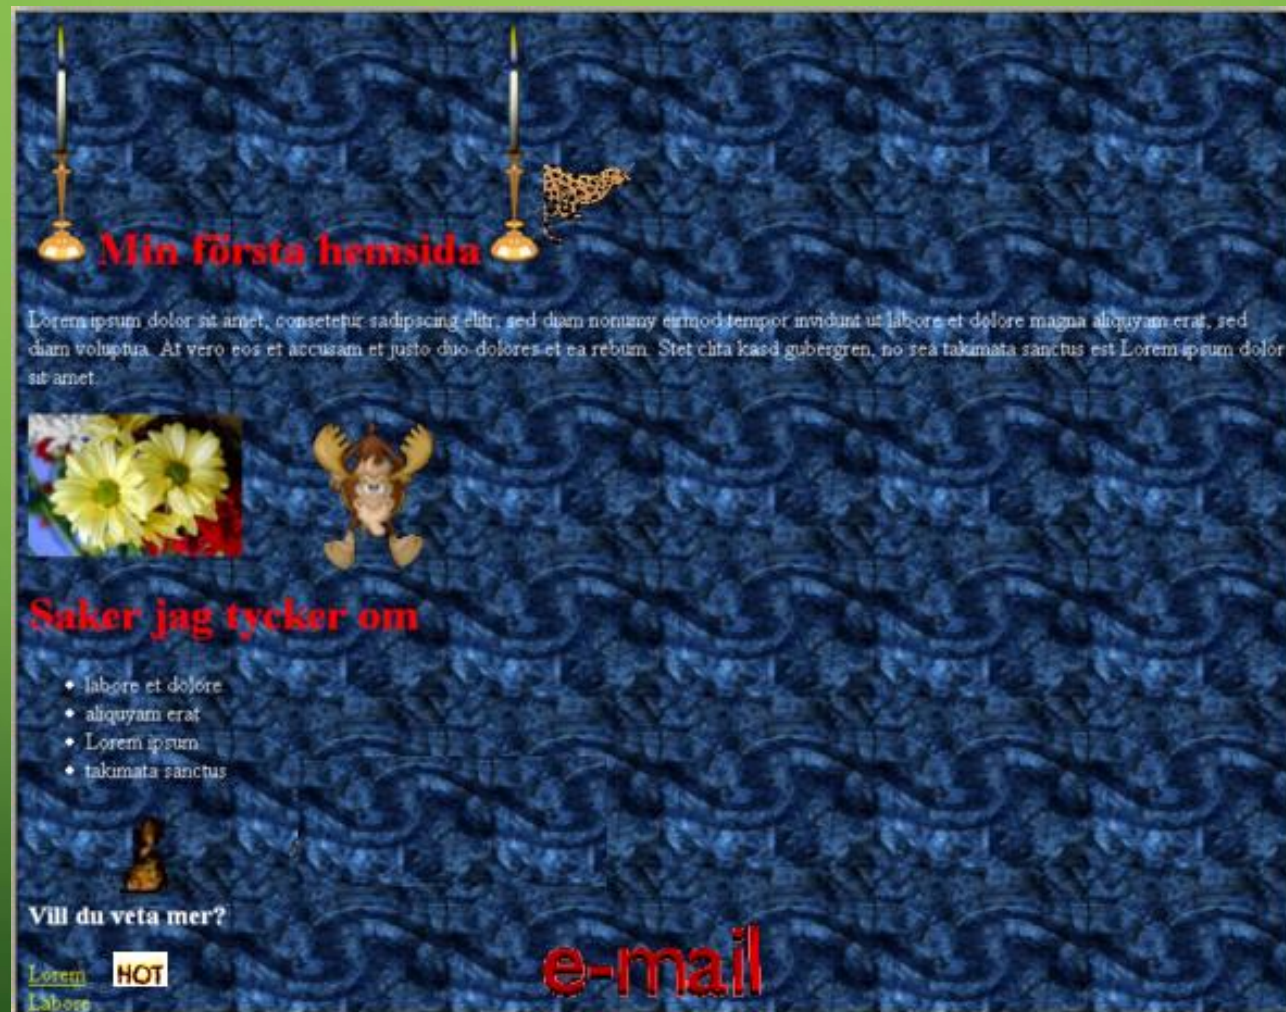 Min första hemsida
Lorem ipsum dolor sit amet, consetetur sadipscing elitr, sed diam nonumy eirmod tempor invidunt ut labore et dolore magna aliquyam erat, sed
diam voluptua. At vero eos et accusam et justo duo dolores et ea rebum. Stet clita kasd gubergren, no sea takimata sanctus est Lorem ipsum dolor
sit amet.
Saker jag tycker om
labore et dolore
aliquyam erat
Lorem ipsum
takimata sanctus
Vill du veta mer?
Lorem HOT
e-mail
Labore